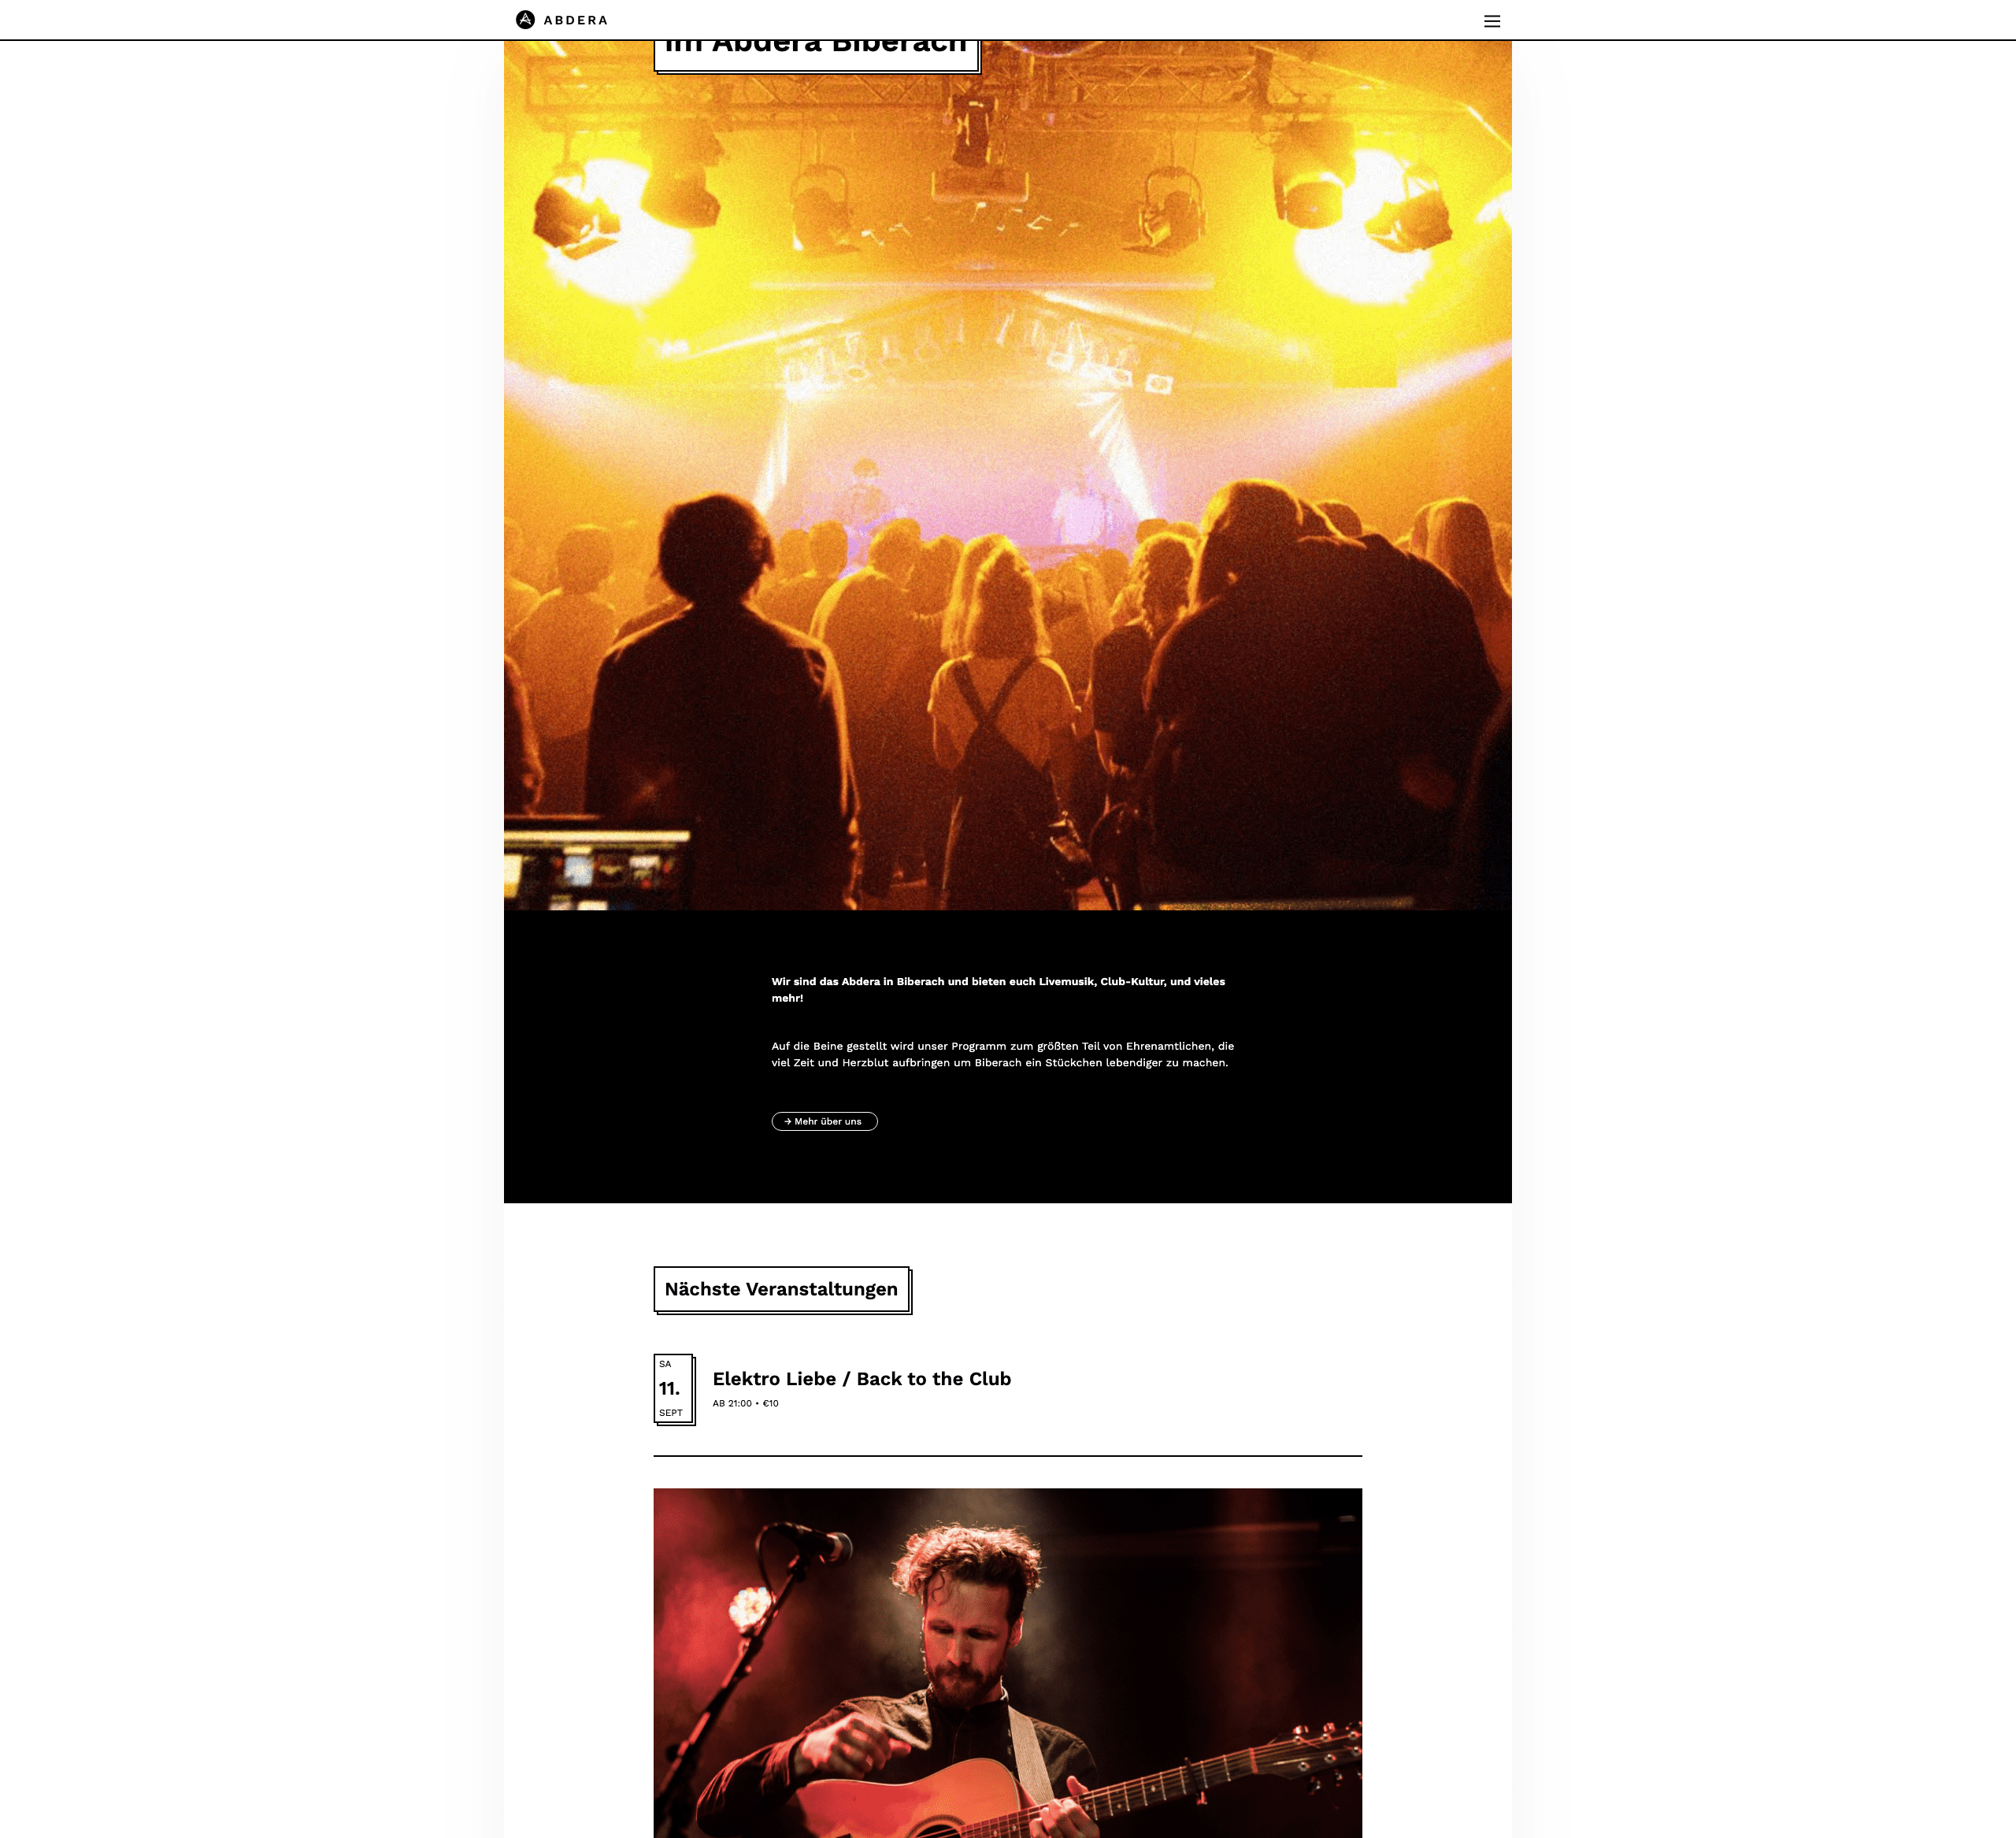 ABDERA
im Abdera Biberach
Wir sind das Abdera in Biberach und bieten euch Livemusik, Club-Kultur, und vieles
mehr!
Auf die Beine gestellt wird unser Programm zum größten Teil von Ehrenamtlichen, die
viel Zeit und Herzblut aufbringen um Biberach ein Stückchen lebendiger zu machen.
→ Mehr über uns
Nächste Veranstaltungen
SA
11.
SEPT
Elektro Liebe / Back to the Club
AB 21:00 • €10